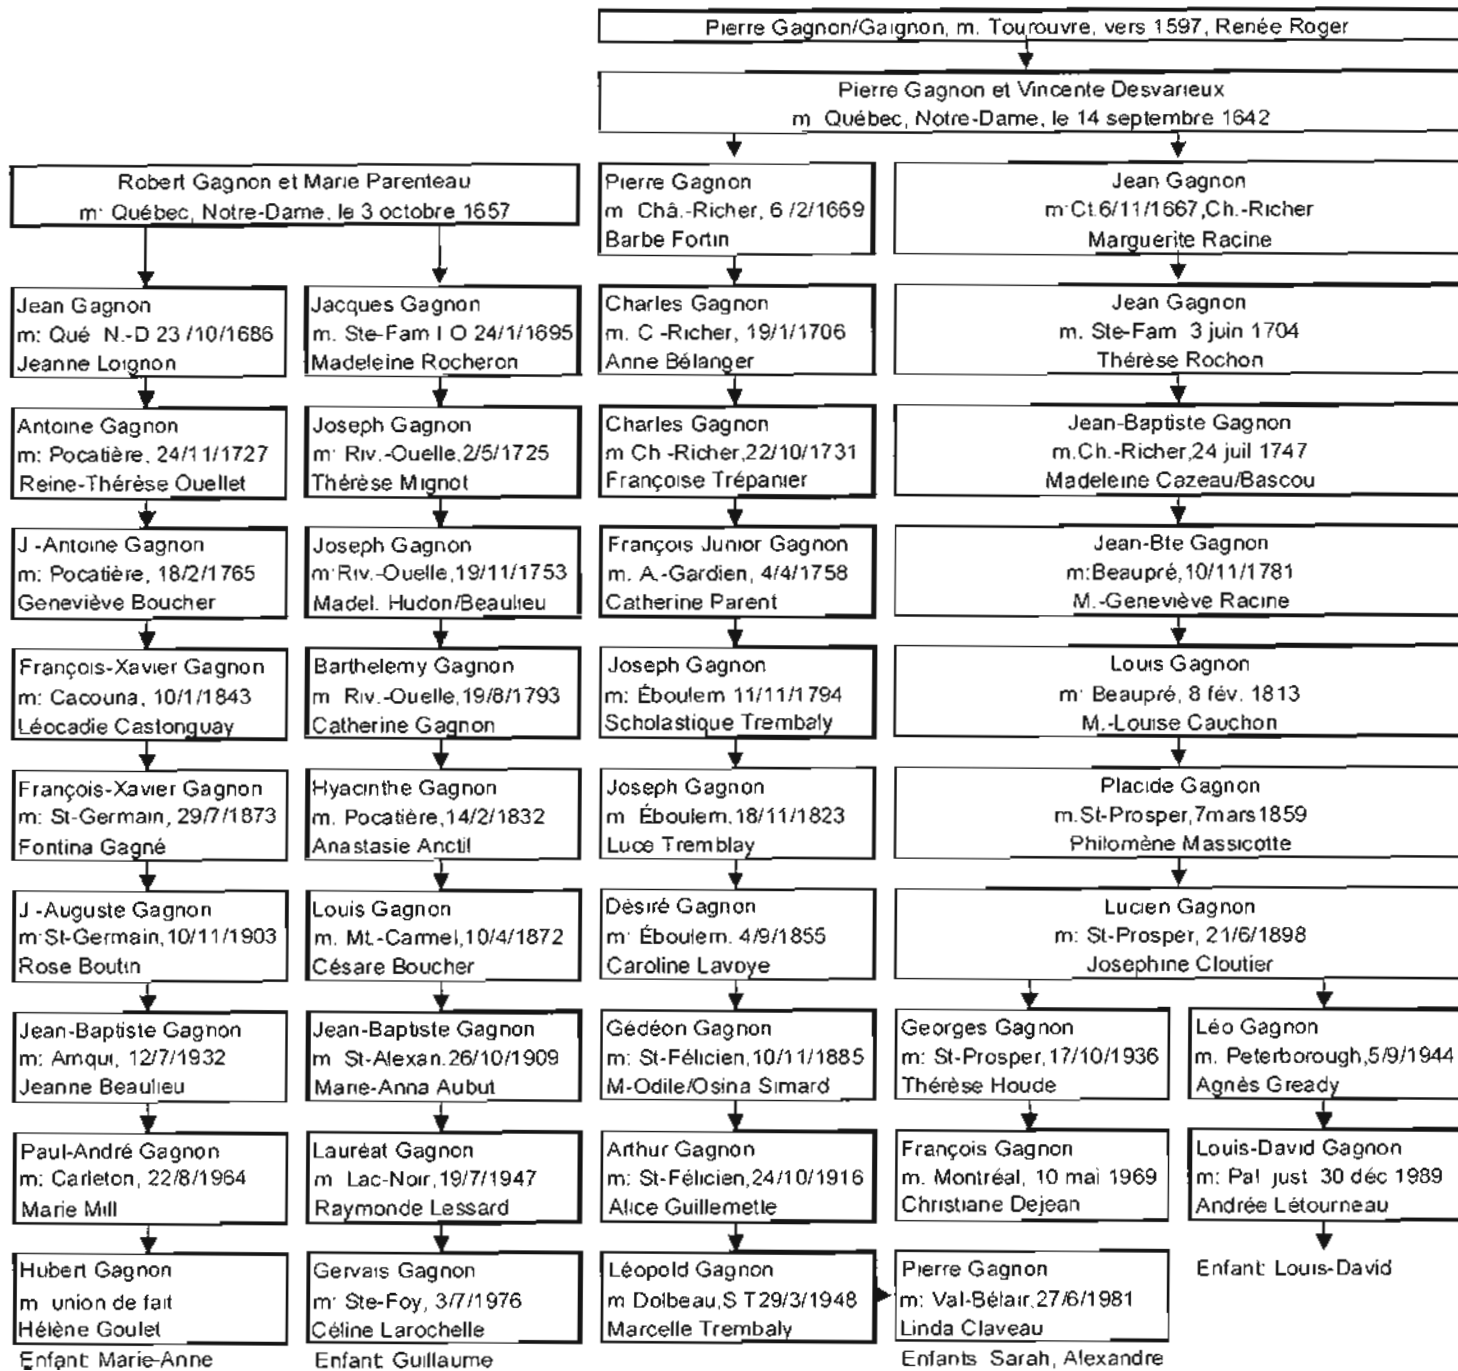 Pierre Gagnon/Gaignon, m. Tourouvre, vers 1597, Renée Roger
Pierre Gagnon et Vincente Desvarieux
m Québec, Notre-Dame, le 14 septembre 1642
Robert Gagnon et Marie Parenteau
m: Québec, Notre-Dame, le 3 octobre 1657
Pierre Gagnon
m Châ.-Richer, 6 /2/1669
Barbe Fortin
Jean Gagnon
m:Ct.6/11/1667,Ch.-Richer
Marguerite Racine
Jean Gagnon
m: Qué N.-D 23 /10/1686
Jeanne Loignon
Jacques Gagnon
m. Ste-Fam I O 24/1/1695
Madeleine Rocheron
Charles Gagnon
m. C -Richer, 19/1/1706
Anne Bélanger
Jean Gagnon
m. Ste-Fam 3 juin 1704
Thérèse Rochon
Antoine Gagnon
m: Pocatière, 24/11/1727
Reine-Thérèse Ouellet
Joseph Gagnon
m: Riv.-Ouelle,2/5/1725
Thérèse Mignot
Charles Gagnon
m Ch -Richer,22/10/1731
Françoise Trépanier
Jean-Baptiste Gagnon
m.Ch.-Richer,24 juil 1747
Madeleine Cazeau/Bascou
J -Antoine Gagnon
m: Pocatière, 18/2/1765
Geneviève Boucher
Joseph Gagnon
m:Riv.-Ouelle,19/11/1753
Madel. Hudon/Beaulieu
François Junior Gagnon
m. A.-Gardien, 4/4/1758
Catherine Parent
Jean-Bte Gagnon
m:Beaupré,10/11/1781
M.-Geneviève Racine
François-Xavier Gagnon
m: Cacouna, 10/1/1843
Léocadie Castonguay
Barthelemy Gagnon
m Riv.-Ouelle,19/8/1793
Catherine Gagnon
Joseph Gagnon
m: Éboulem 11/11/1794
Scholastique Trembaly
Louis Gagnon
m: Beaupré, 8 fév. 1813
M.-Louise Cauchon
François-Xavier Gagnon
m: St-Germain, 29/7/1873
Fontina Gagné
Hyacinthe Gagnon
m. Pocatière,14/2/1832
Anastasie Anctil
Joseph Gagnon
m Éboulem,18/11/1823
Luce Tremblay
Placide Gagnon
m.St-Prosper,7mars1859
Philomène Massicotte
J -Auguste Gagnon
m:St-Germain,10/11/1903
Rose Boutin
Louis Gagnon
m. Mt.-Carmel,10/4/1872
Césare Boucher
Désiré Gagnon
m: Éboulem. 4/9/1855
Caroline Lavoye
Lucien Gagnon
m: St-Prosper, 21/6/1898
Josephine Cloutier
Jean-Baptiste Gagnon
m: Amqui, 12/7/1932
Jeanne Beaulieu
Jean-Baptiste Gagnon
m St-Alexan.26/10/1909
Marie-Anna Aubut
Gédéon Gagnon
m: St-Félicien,10/11/1885
M-Odile/Osina Simard
Georges Gagnon
m: St-Prosper,17/10/1936
Thérèse Houde
Léo Gagnon
m. Peterborough,5/9/1944
Agnès Gready
Paul-André Gagnon
m: Carleton, 22/8/1964
Marie Mill
Lauréat Gagnon
m Lac-Noir,19/7/1947
Raymonde Lessard
Arthur Gagnon
m: St-Félicien,24/10/1916
Alice Guillemette
François Gagnon
m. Montréal, 10 mai 1969
Christiane Dejean
Louis-David Gagnon
m: Pal just 30 déc 1989
Andrée Létourneau
Hubert Gagnon
m union de fait
Hélène Goulet
Gervais Gagnon
m: Ste-Foy, 3/7/1976
Céline Larochelle
Léopold Gagnon
m Dolbeau,S T29/3/1948
Marcelle Trembaly
Pierre Gagnon
m: Val-Bélair,27/6/1981
Linda Claveau
Enfant: Louis-David
Enfant: Marie-Anne
Enfant Guillaume
Enfants Sarah, Alexandre